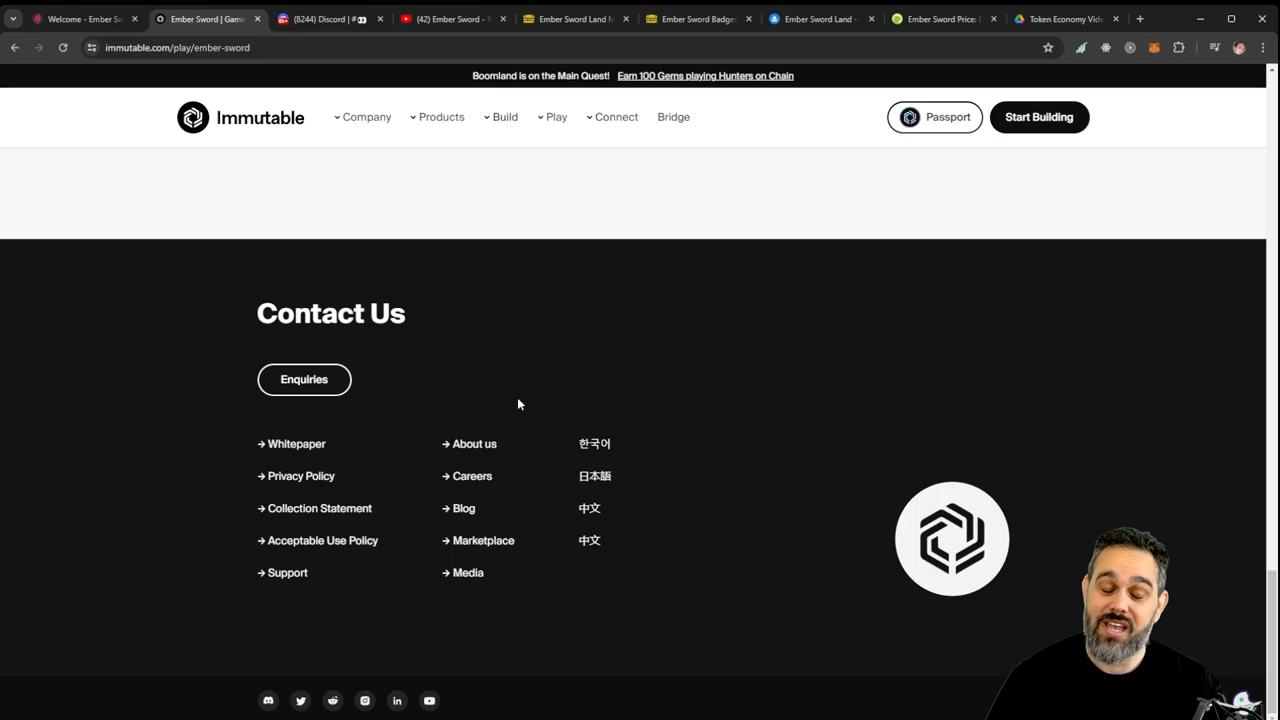 Welcome - Ember Sw
Ember Sword | Gamin
(8244) Discord | #
(42) Ember Sword -
Ember Sword Land M
Ember Sword Badges
Ember Sword Land -
Ember Sword Price:
Token Economy Vide
immutable.com/play/ember-sword
Boomland is on the Main Quest! Earn 100 Gems playing Hunters on Chain
Immutable
Company
Products
Build
Play
Connect
Bridge
Passport
Start Building
Contact Us
Enquiries
→ Whitepaper
→ About us
한국어
→ Privacy Policy
→ Careers
日本語
→ Collection Statement
→ Blog
中文
→ Acceptable Use Policy
→ Marketplace
中文
→ Support
→ Media